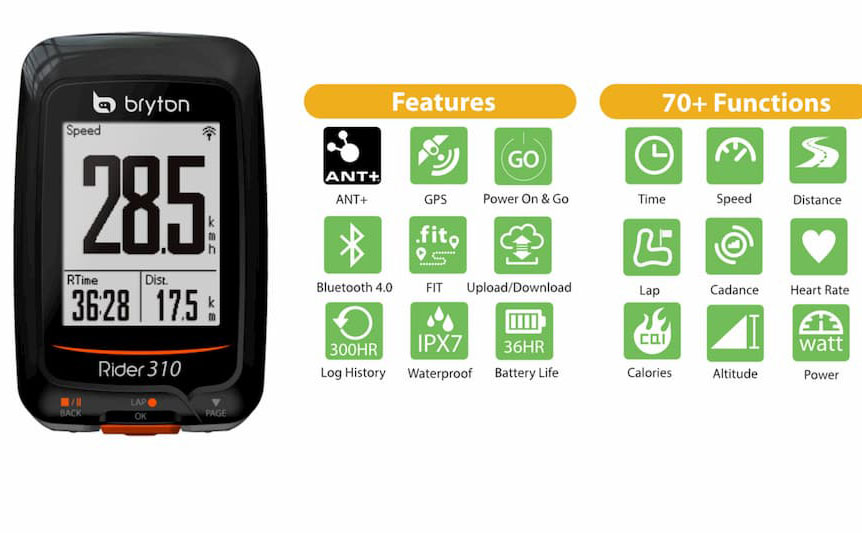 bryton
Speed
28.5
km
h
RTime
36:28
Dist.
17.5
km
Rider 310
BACK
LAP
OK
PAGE
Features
ANT+
GO
ANT+
GPS
Power On & Go
.fit
Bluetooth 4.0
FIT
Upload/Download
300HR
IPX7
36HR
Log History
Waterproof
Battery Life
70+ Functions
Time
Speed
Distance
Lap
Cadance
Heart Rate
CAL
watt
Calories
Altitude
Power